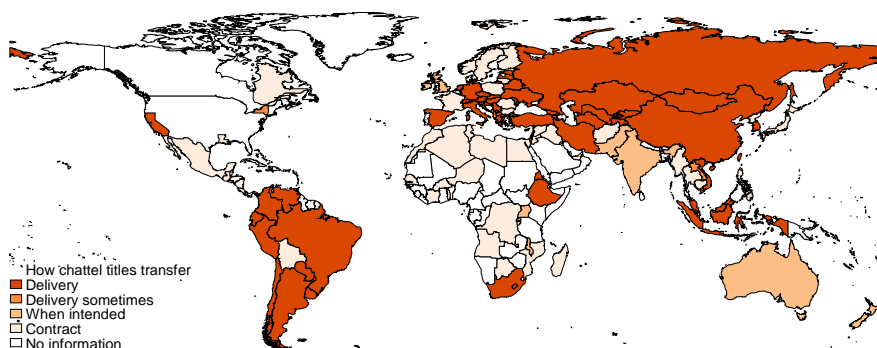 How chattel titles transfer
Delivery
Delivery sometimes
When intended
Contract
No information